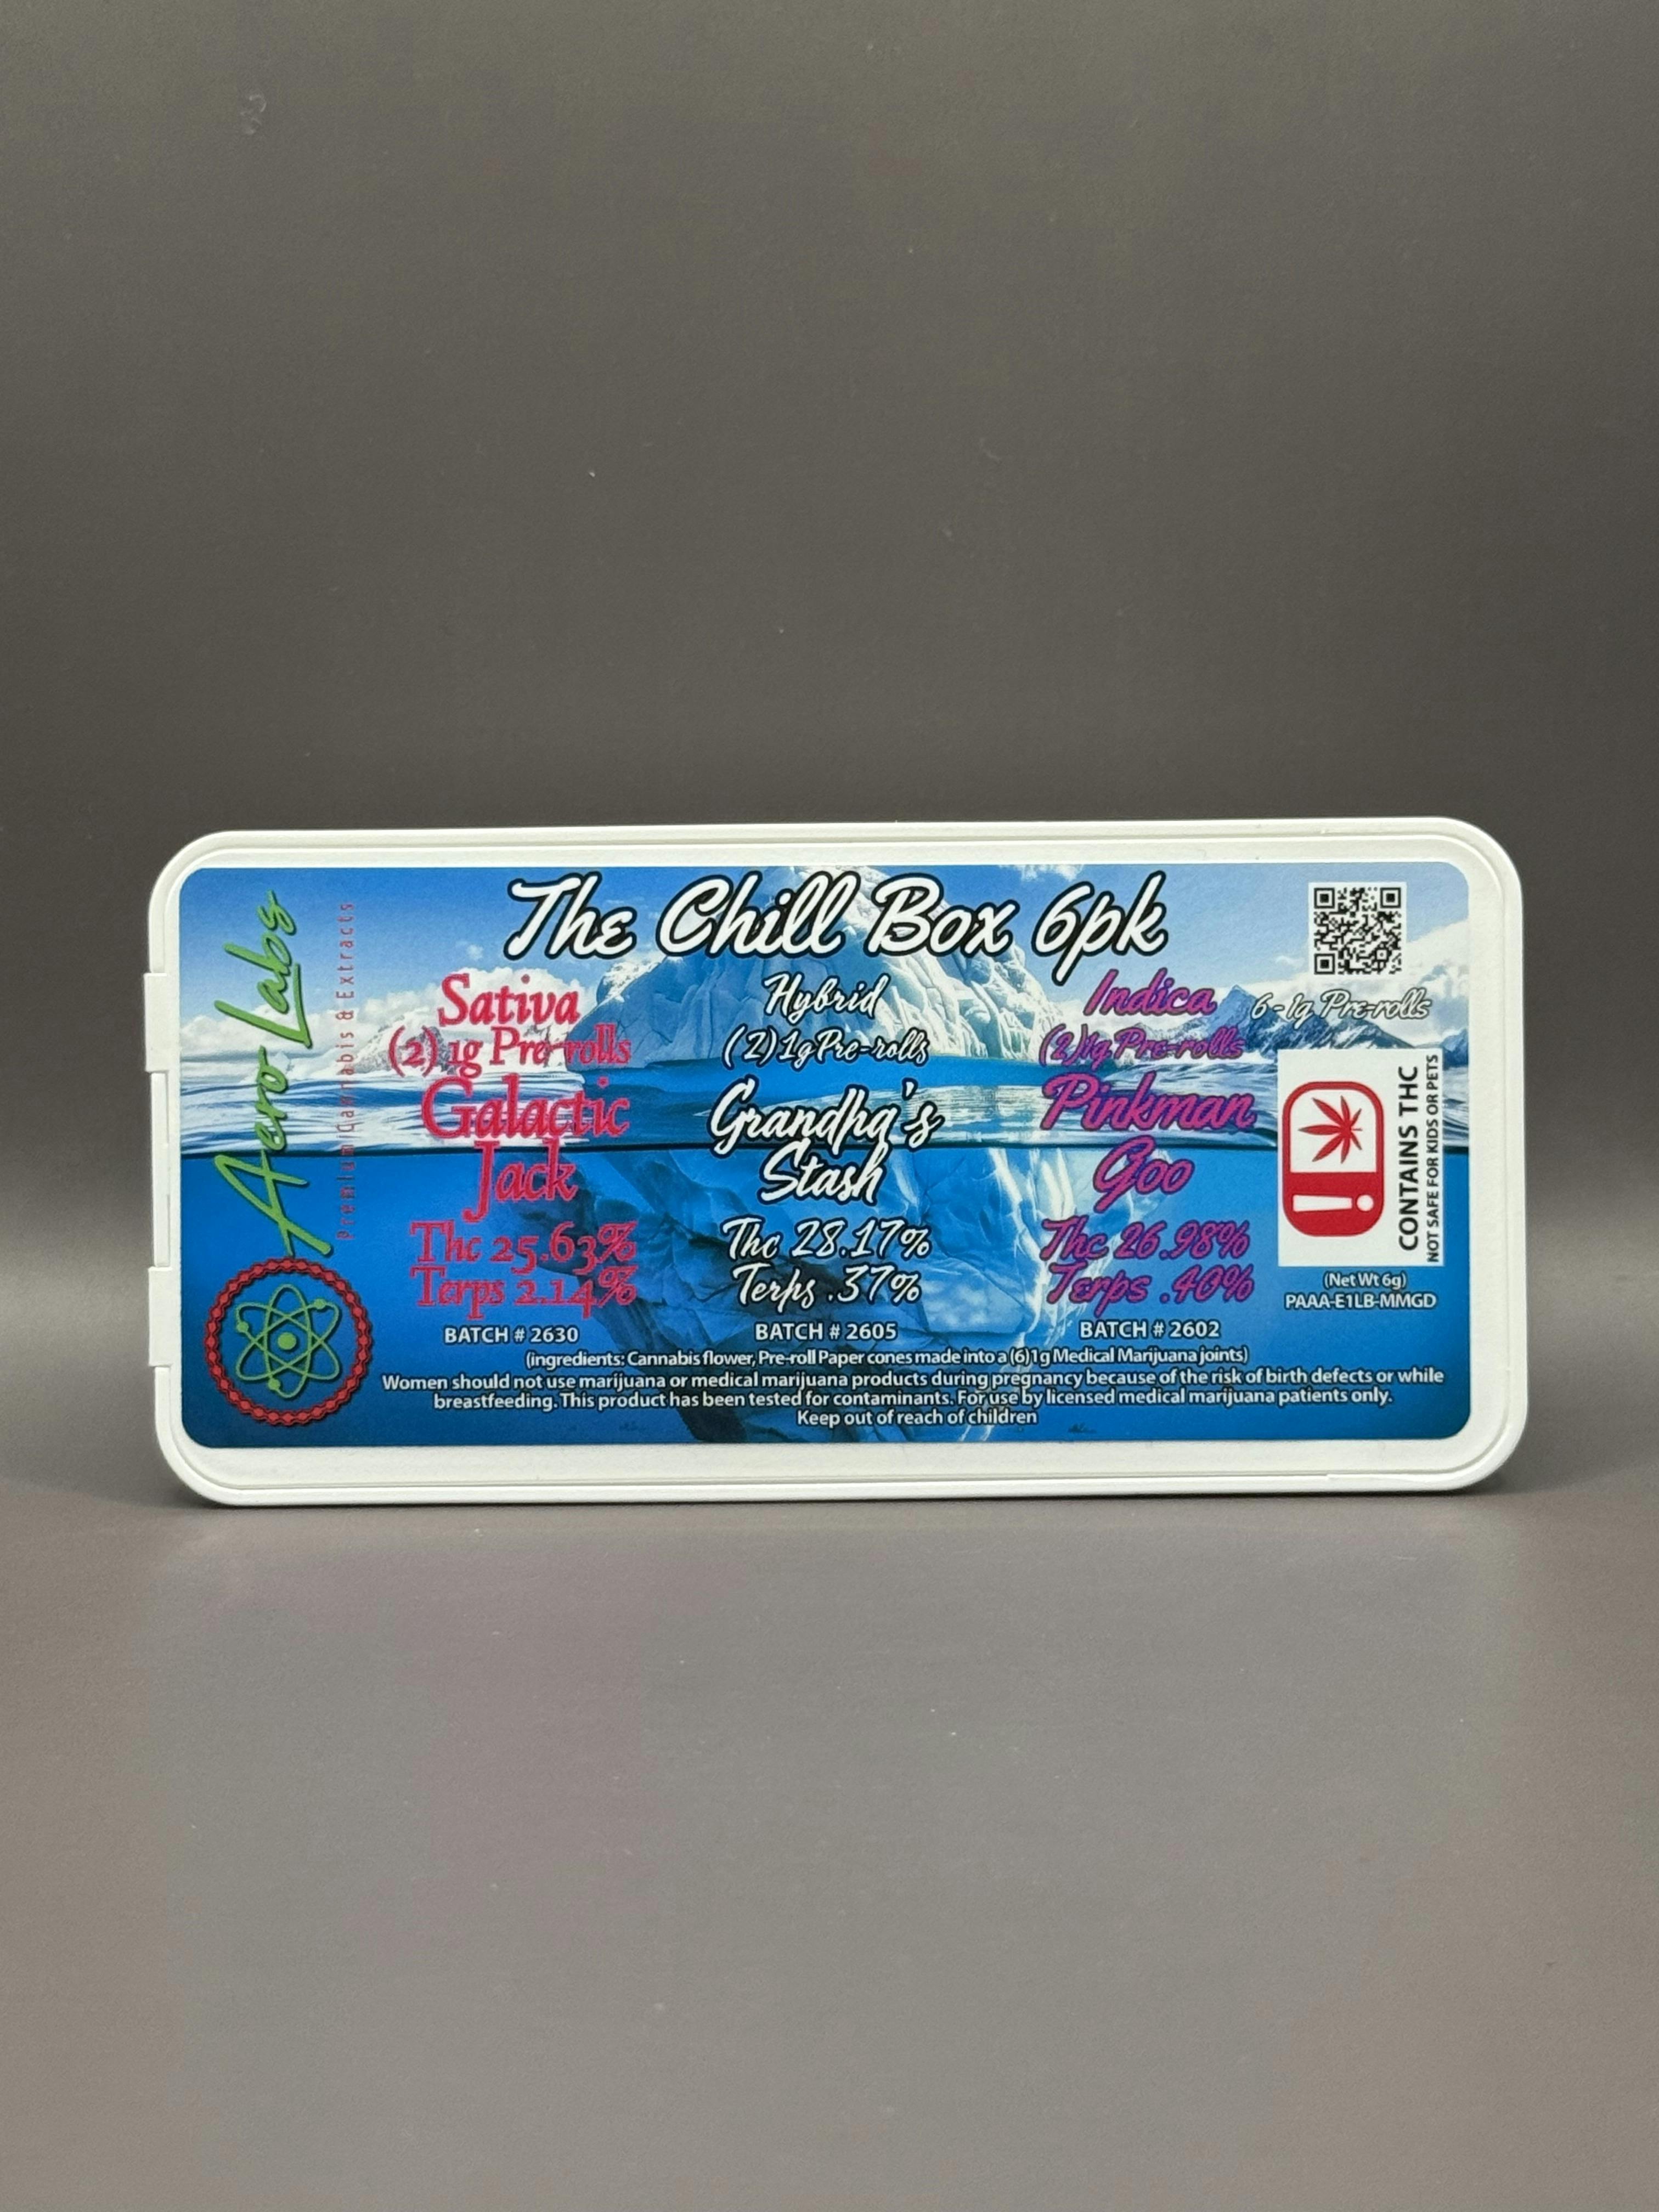 Aero Labs
Premium Cannabis & Extracts
The Chill Box 6pk
Sativa
(2) 1g Pre-rolls
Galactic
Jack
Thc 25.63%
Terps 2.14%
BATCH # 2630
Hybrid
(2) 1g Pre-rolls
Grandpa's
Stash
Thc 28.17%
Terps .37%
BATCH # 2605
Indica
(2) 1g Pre-rolls
Pinkman
Goo
Thc 26.98%
Terps .40%
BATCH # 2602
6 - 1g Pre-rolls
CONTAINS THC
NOT SAFE FOR KIDS OR PETS
(Net Wt 6g)
PAAA-E1LB-MMGD
(ingredients: Cannabis flower, Pre-roll Paper cones made into a (6)1g Medical Marijuana joints)
Women should not use marijuana or medical marijuana products during pregnancy because of the risk of birth defects or while
breastfeeding. This product has been tested for contaminants. For use by licensed medical marijuana patients only.
Keep out of reach of children